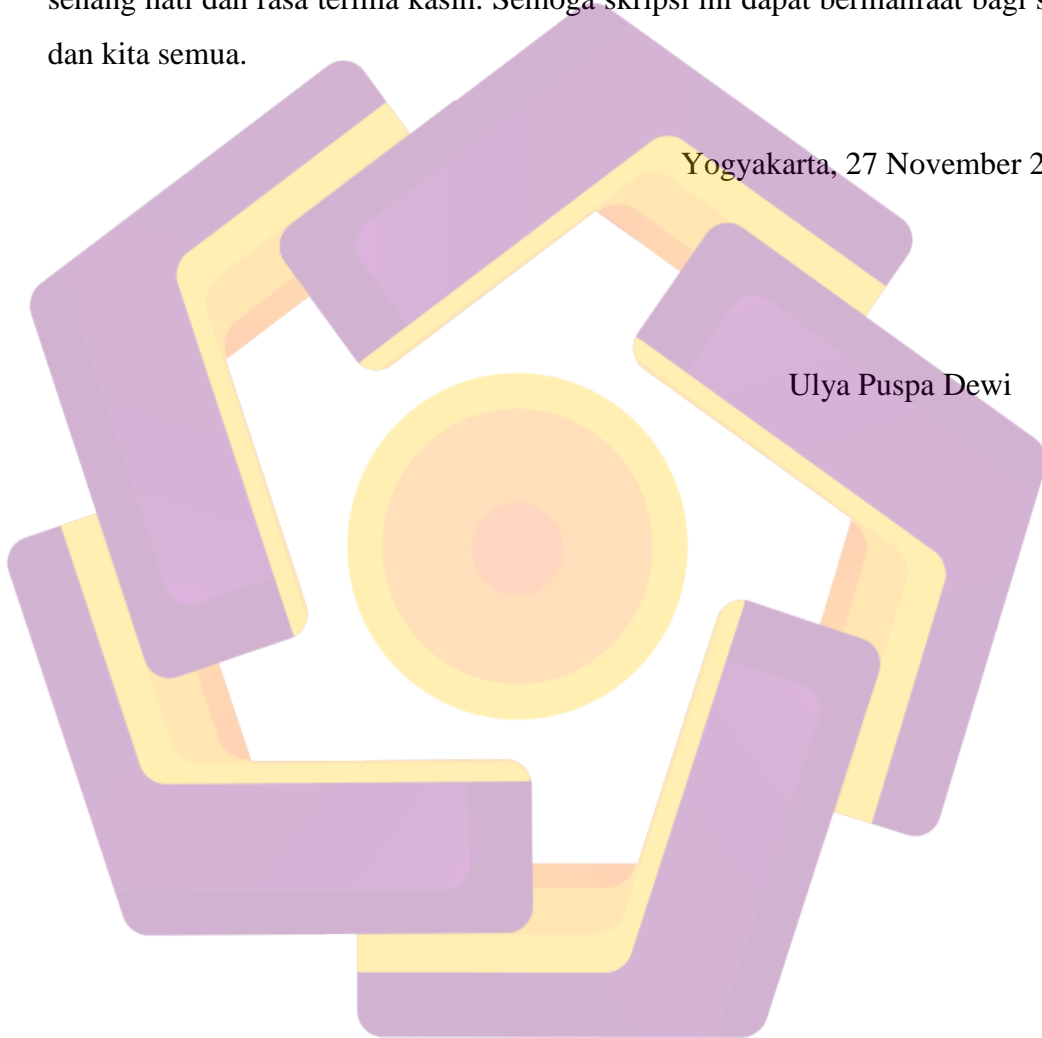 senang hati dan rasa terima kasih. Semoga skripsi ini dapat bermanfaat bagi
dan kita semua.
Yogyakarta, 27 November
Ulya Puspa Dewi